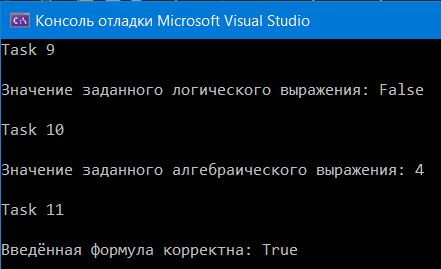 Консоль отладки Microsoft Visual Studio
Task 9
Значение заданного логического выражения: False
Task 10
Значение заданного алгебраического выражения: 4
Task 11
Введённая формула корректна: True